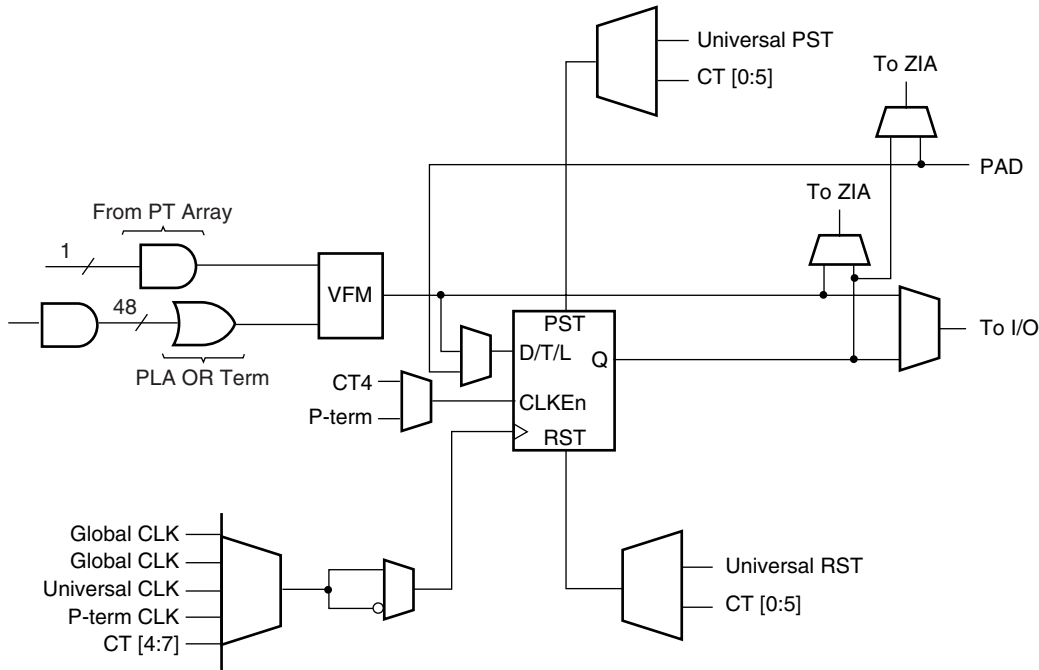 Universal PST
CT [0:5]
To ZIA
PAD
To ZIA
From PT Array
1
VFM
48
PLA OR Term
PST
D/T/L
Q
CLKEn
RST
To I/O
CT4
P-term
Global CLK
Global CLK
Universal CLK
P-term CLK
CT [4:7]
Universal RST
CT [0:5]